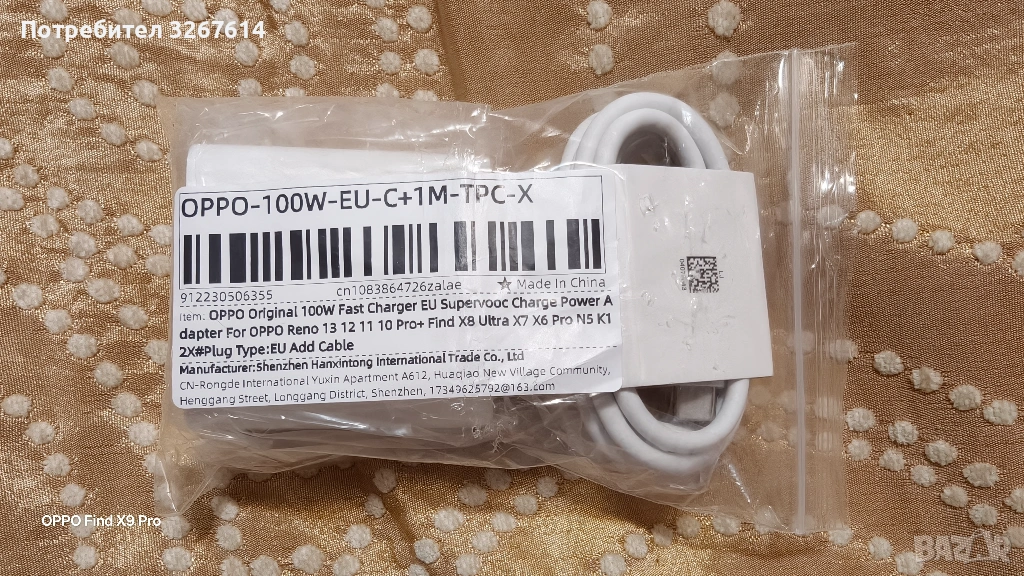 Потребител 3267614
OPPO-100W-EU-C+1M-TPC-X
912230506355 cn1083864726zalae ★ Made In China
Item: OPPO Original 100W Fast Charger EU Supervooc Charge Power A
dapter For OPPO Reno 13 12 11 10 Pro+ Find X8 Ultra X7 X6 Pro N5 K1
2X#Plug Type:EU Add Cable
Manufacturer:Shenzhen Hanxintong International Trade Co., Ltd
CN-Rongde International Yuxin Apartment A612, Huaqiao New Village Community,
Henggang Street, Longgang District, Shenzhen, 17349625792@163.com
OPPO Find X9 Pro
BAZAR